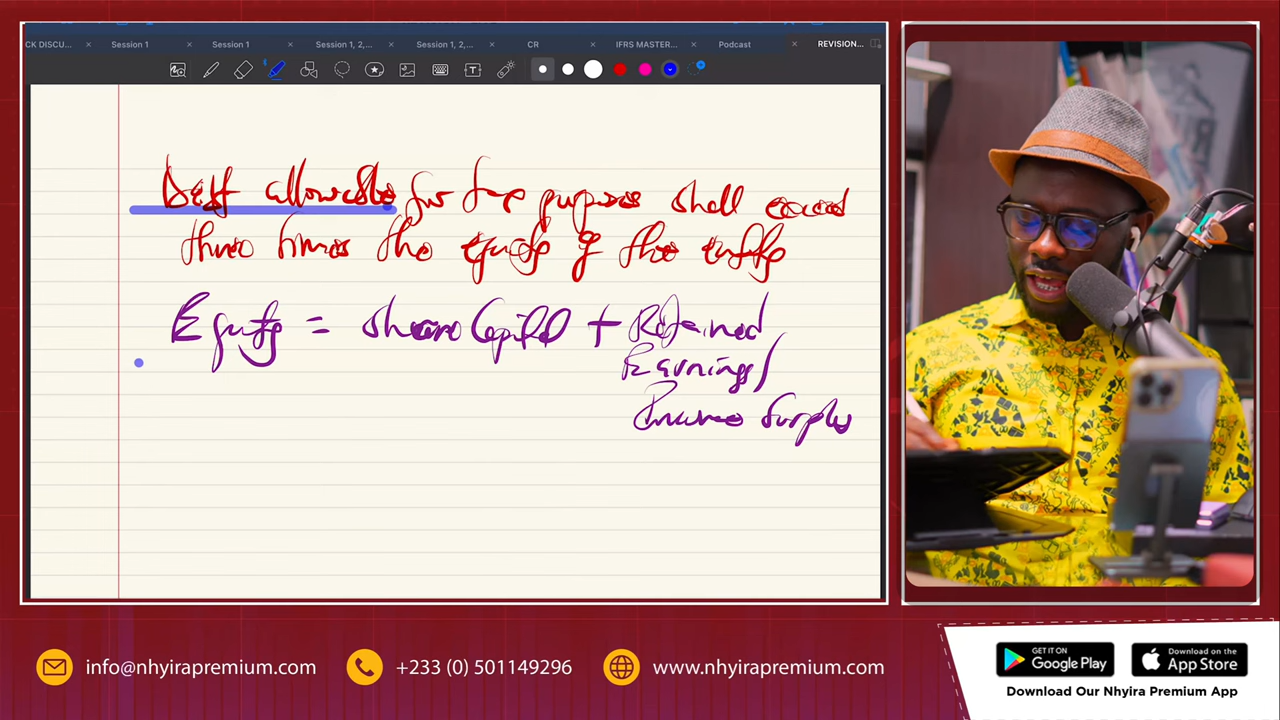 CK DISCU... Session 1 Session 1 Session 1, 2,... Session 1, 2,... CR IFRS MASTER... Podcast REVISION...
Debt allowable for tax purposes shall exceed
three times the equity of the entity
Equity = share Capital + Retained
Earnings/
Income Surplus
info@nhyirapremium.com
+233 (0) 501149296
www.nhyirapremium.com
GET IT ON
Google Play
Download on the
App Store
Download Our Nhyira Premium App